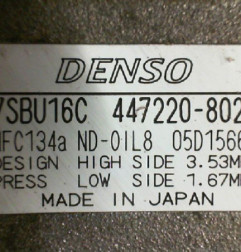 DENSO
7SBU16C 447220-802
HFC134a ND-OIL8 05D1566
DESIGN HIGH SIDE 3.53M
PRESS LOW SIDE 1.67M
MADE IN JAPAN